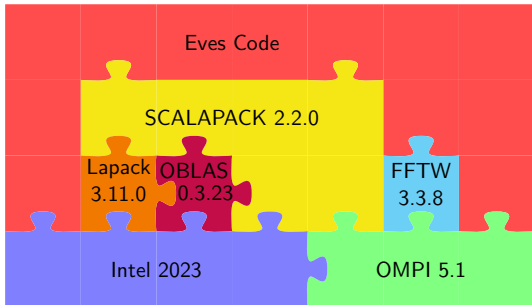 Eves Code
SCALAPACK 2.2.0
Lapack
3.11.0
OBLAS
0.3.23
FFTW
3.3.8
Intel 2023
OMPI 5.1